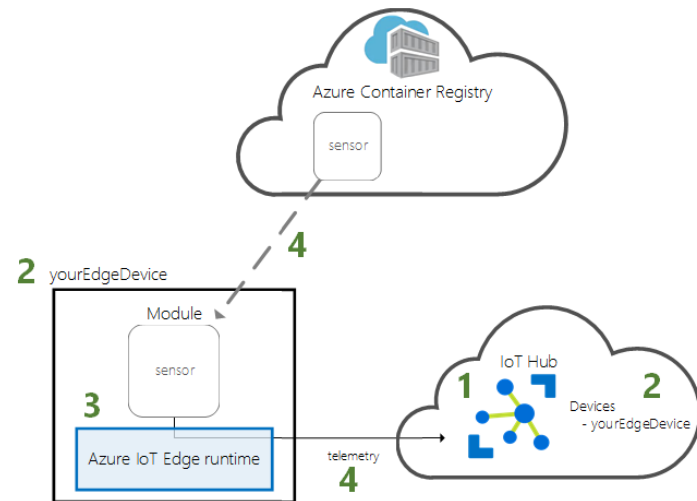 Azure Container Registry
sensor
4
2 yourEdgeDevice
Module
sensor
3
Azure IoT Edge runtime
telemetry
4
IoT Hub
1
2
Devices
- yourEdgeDevice